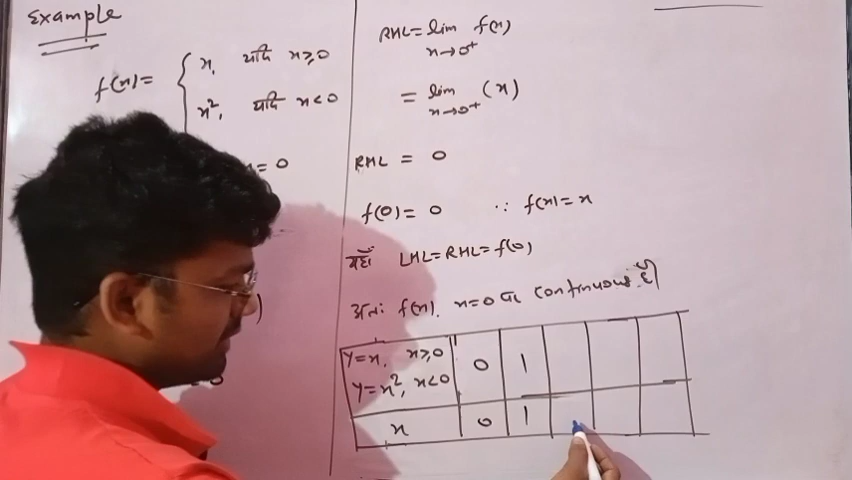 Example
f(x)= { x, यदि x≥0
x², यदि x<0
x=0
)
= 0
RHL = lim f(x)
x→0⁺
= lim (x)
x→0⁺
RHL = 0
f(0)= 0 ∵ f(x)=x
यहाँ LHL=RHL=f(0)
अतः f(x), x=0 पर continuous है
Y=x, x≥0 0 1
Y=x², x<0
x 0 1